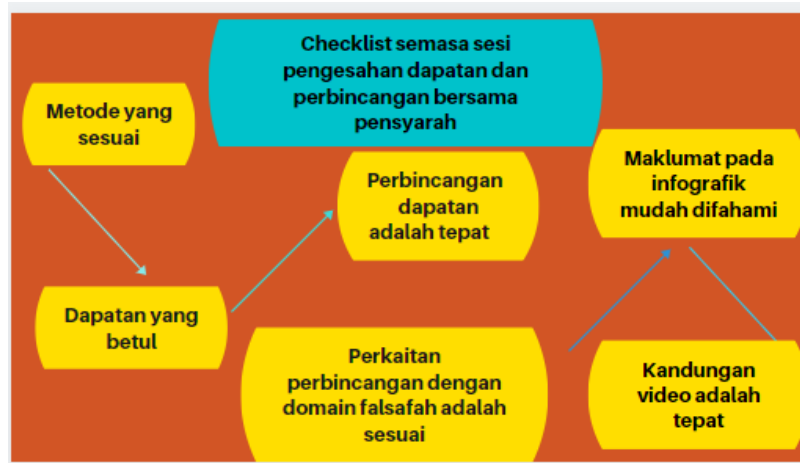 Checklist semasa sesi
pengesahan dapatan dan
perbincangan bersama
pensyarah
Metode yang
sesuai
Dapatan yang
betul
Perbincangan
dapatan
adalah tepat
Perkaitan
perbincangan dengan
domain falsafah adalah
sesuai
Maklumat pada
infografik
mudah difahami
Kandungan
video adalah
tepat